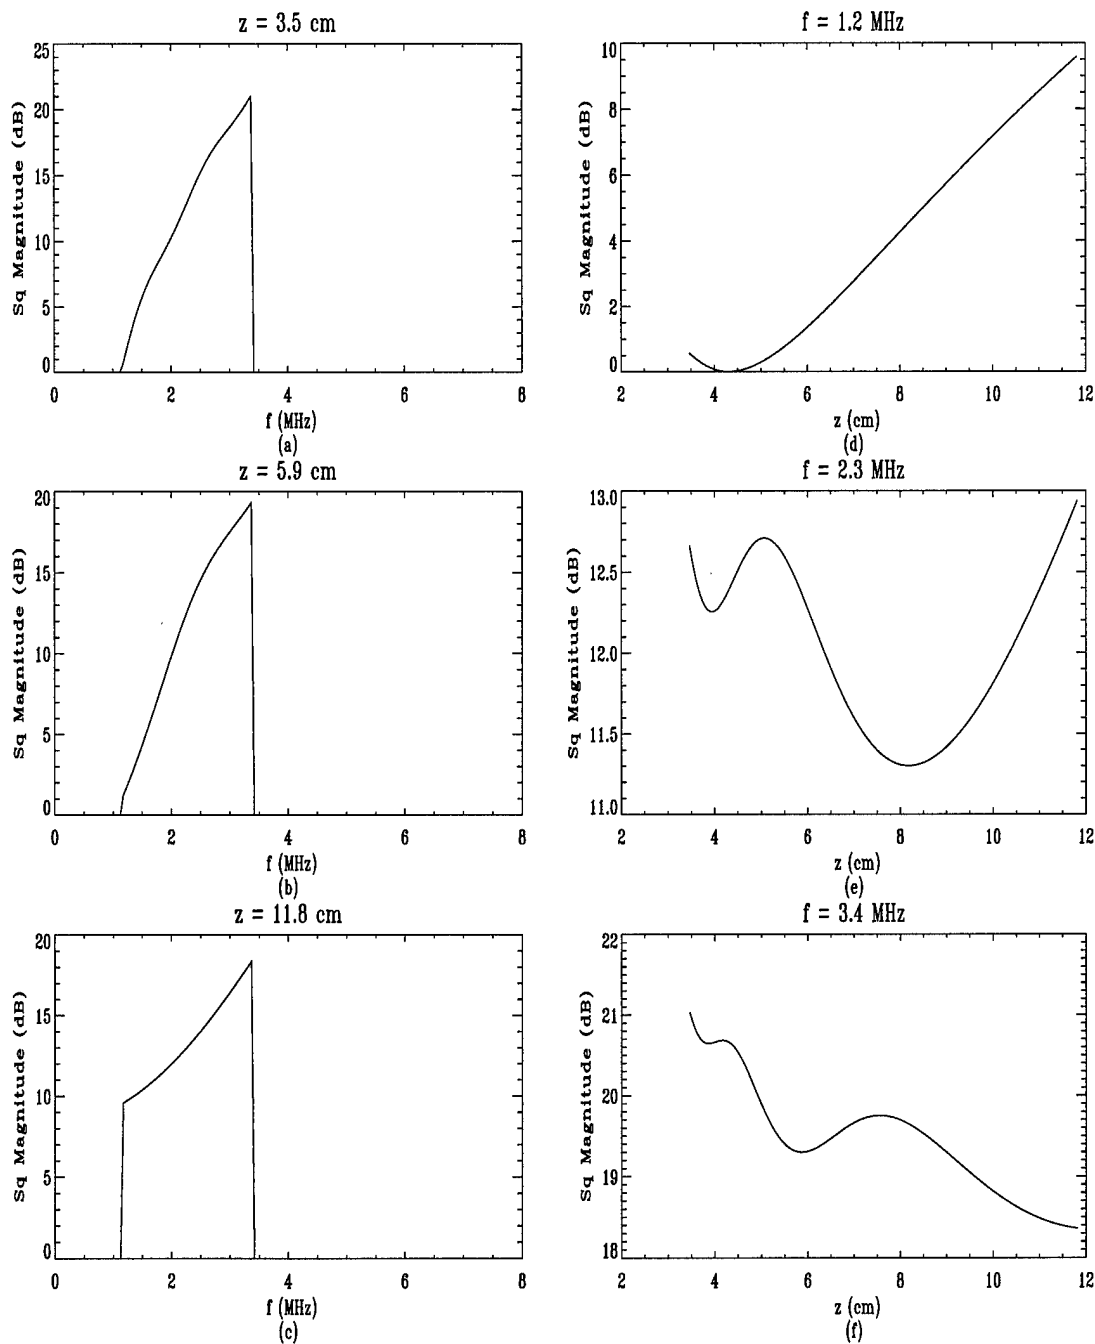 z = 3.5 cm
25
20
15
10
5
0
Sq Magnitude (dB)
0 2 4 6 8
f (MHz)
(a)
f = 1.2 MHz
10
8
6
4
2
0
Sq Magnitude (dB)
2 4 6 8 10 12
z (cm)
(d)
z = 5.9 cm
20
15
10
5
0
Sq Magnitude (dB)
0 2 4 6 8
f (MHz)
(b)
f = 2.3 MHz
13.0
12.5
12.0
11.5
11.0
Sq Magnitude (dB)
2 4 6 8 10 12
z (cm)
(e)
z = 11.8 cm
20
15
10
5
0
Sq Magnitude (dB)
0 2 4 6 8
f (MHz)
(c)
f = 3.4 MHz
22
21
20
19
18
Sq Magnitude (dB)
2 4 6 8 10 12
z (cm)
(f)